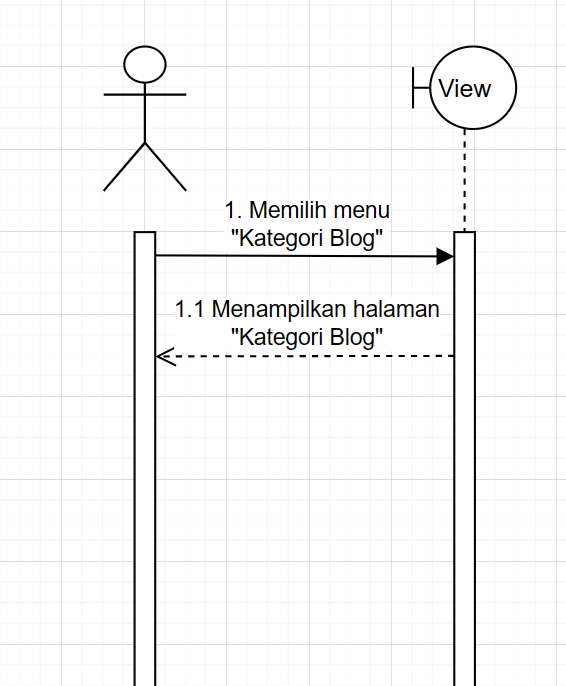 View
1. Memilih menu
"Kategori Blog"
1.1 Menampilkan halaman
"Kategori Blog"